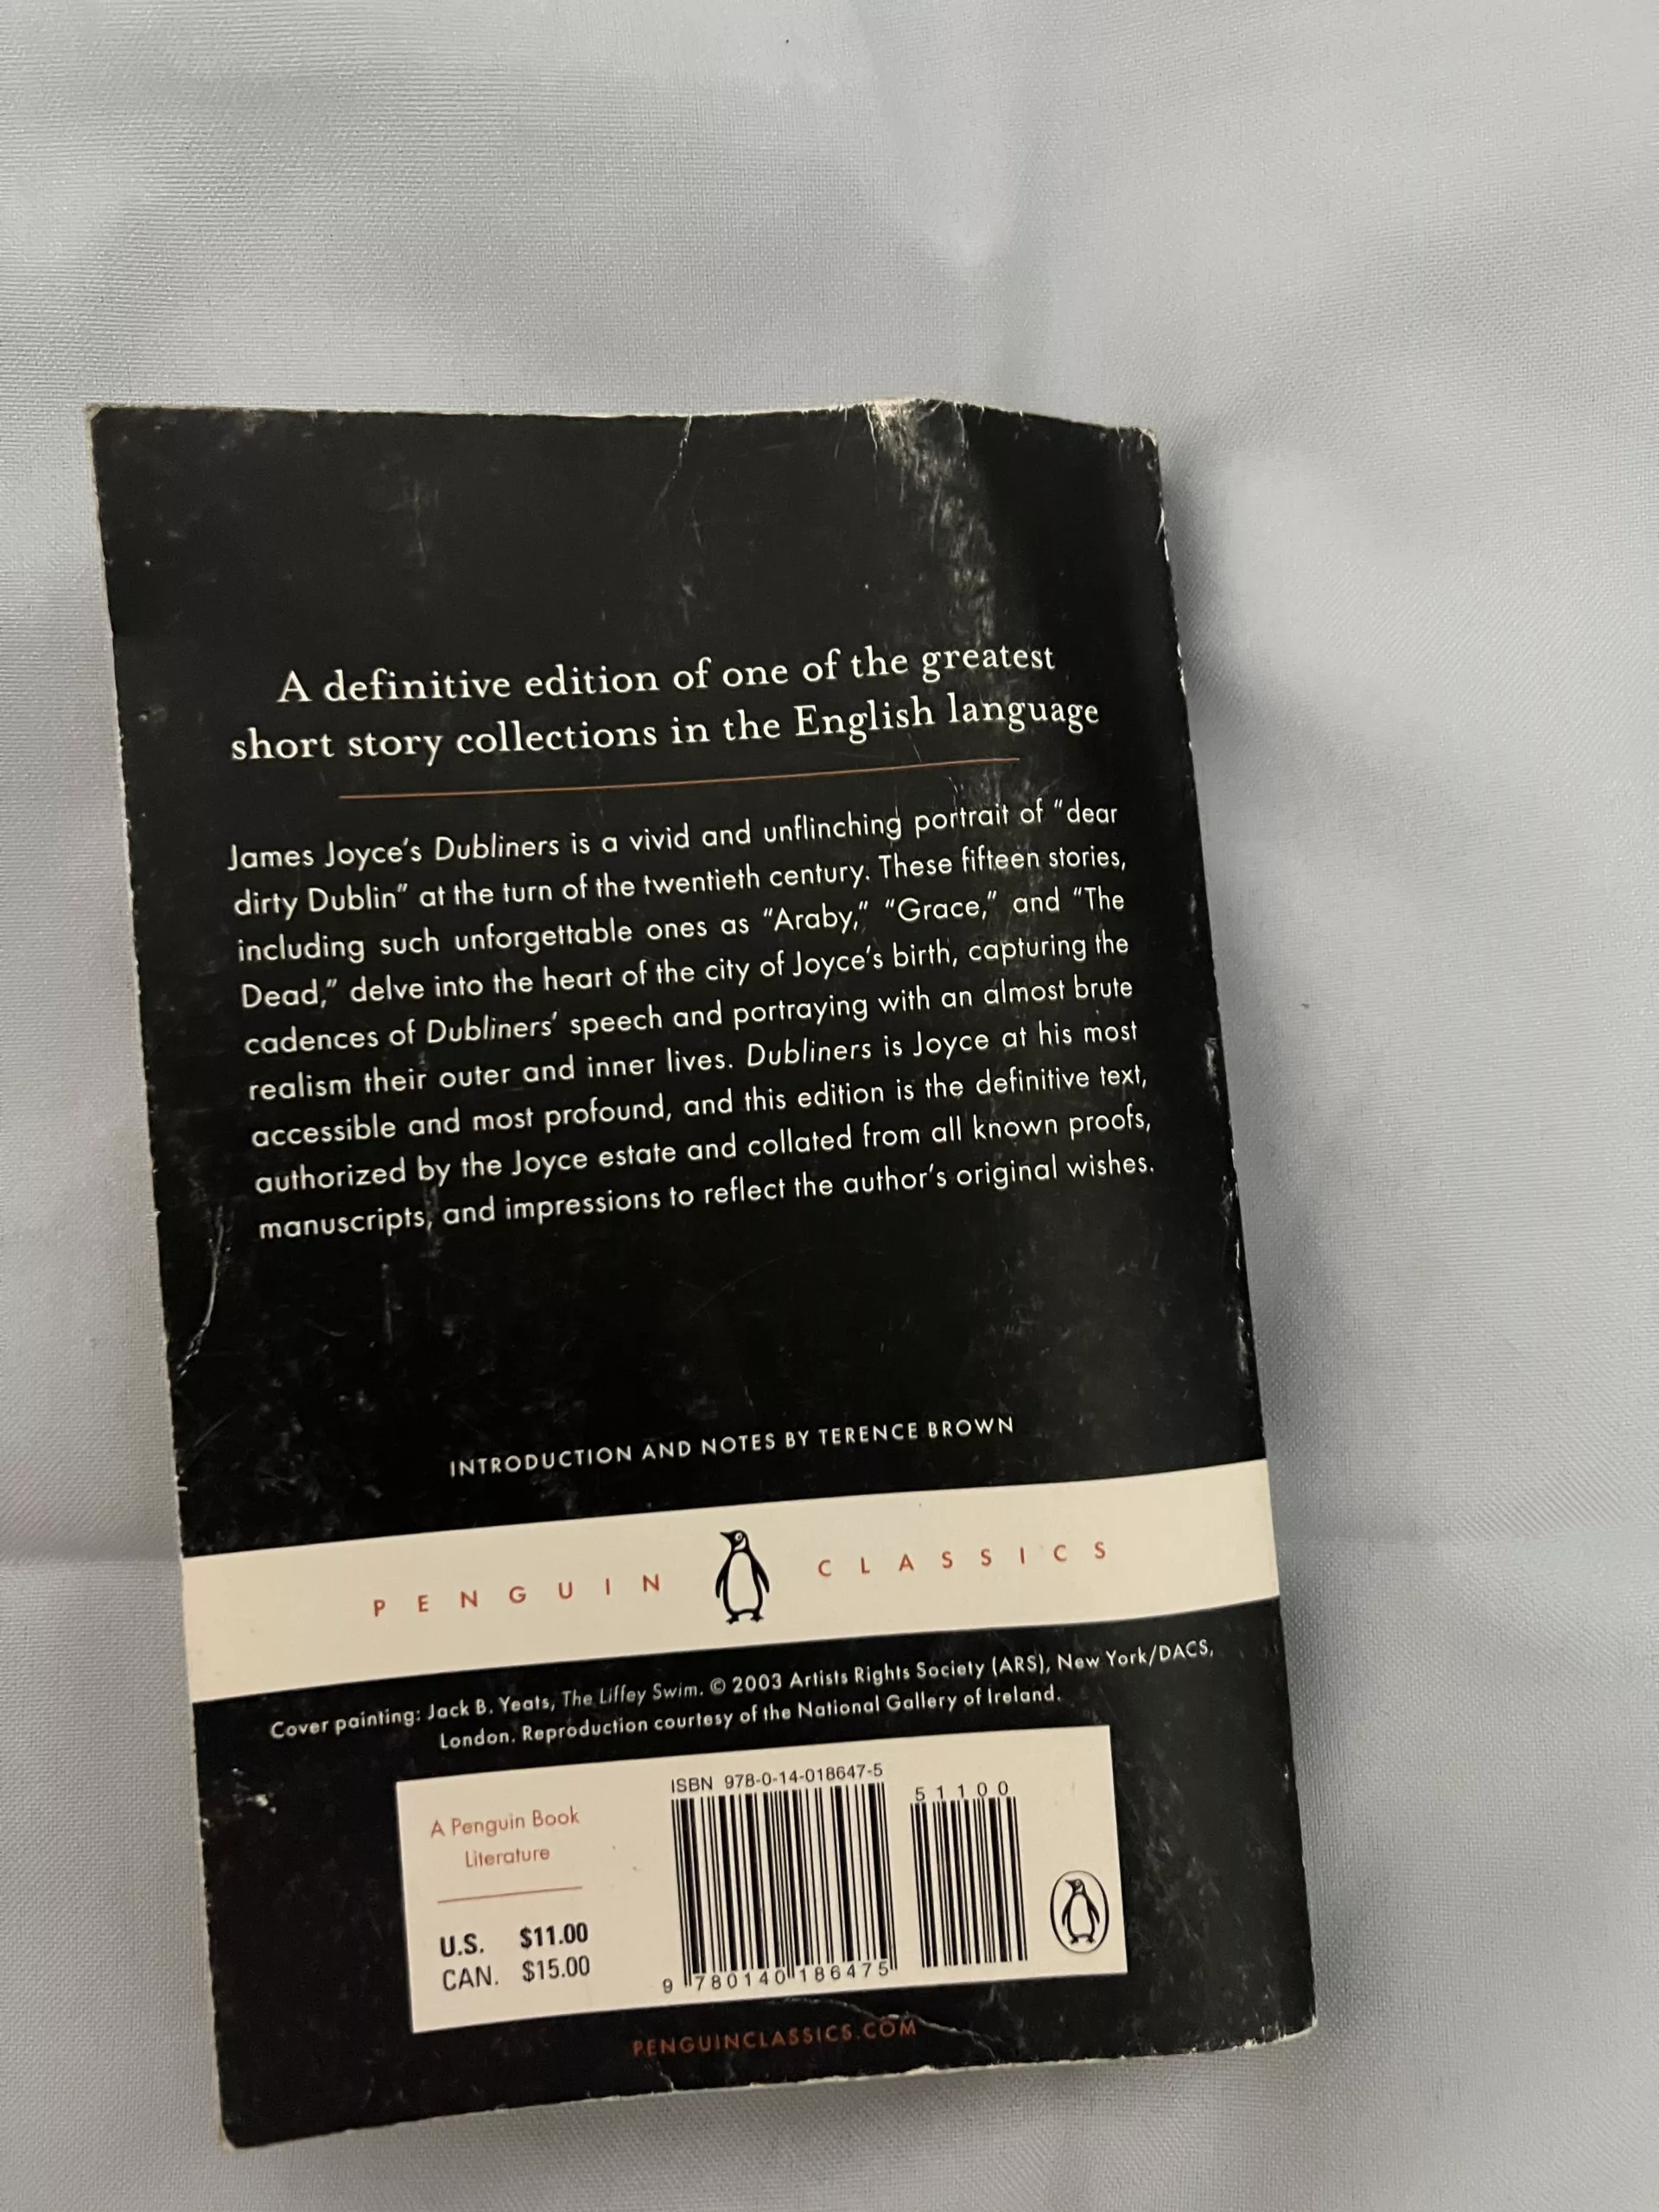 A definitive edition of one of the greatest
short story collections in the English language
James Joyce's Dubliners is a vivid and unflinching portrait of "dear
dirty Dublin" at the turn of the twentieth century. These fifteen stories,
including such unforgettable ones as "Araby," "Grace," and "The
Dead," delve into the heart of the city of Joyce's birth, capturing the
cadences of Dubliners' speech and portraying with an almost brute
realism their outer and inner lives. Dubliners is Joyce at his most
accessible and most profound, and this edition is the definitive text,
authorized by the Joyce estate and collated from all known proofs,
manuscripts, and impressions to reflect the author's original wishes.
INTRODUCTION AND NOTES BY TERENCE BROWN
PENGUIN CLASSICS
Cover painting: Jack B. Yeats, The Liffey Swim. © 2003 Artists Rights Society (ARS), New York/DACS,
London. Reproduction courtesy of the National Gallery of Ireland.
A Penguin Book
Literature
U.S. $11.00
CAN. $15.00
ISBN 978-0-14-018647-5
51100
9 780140 186475
PENGUINCLASSICS.COM